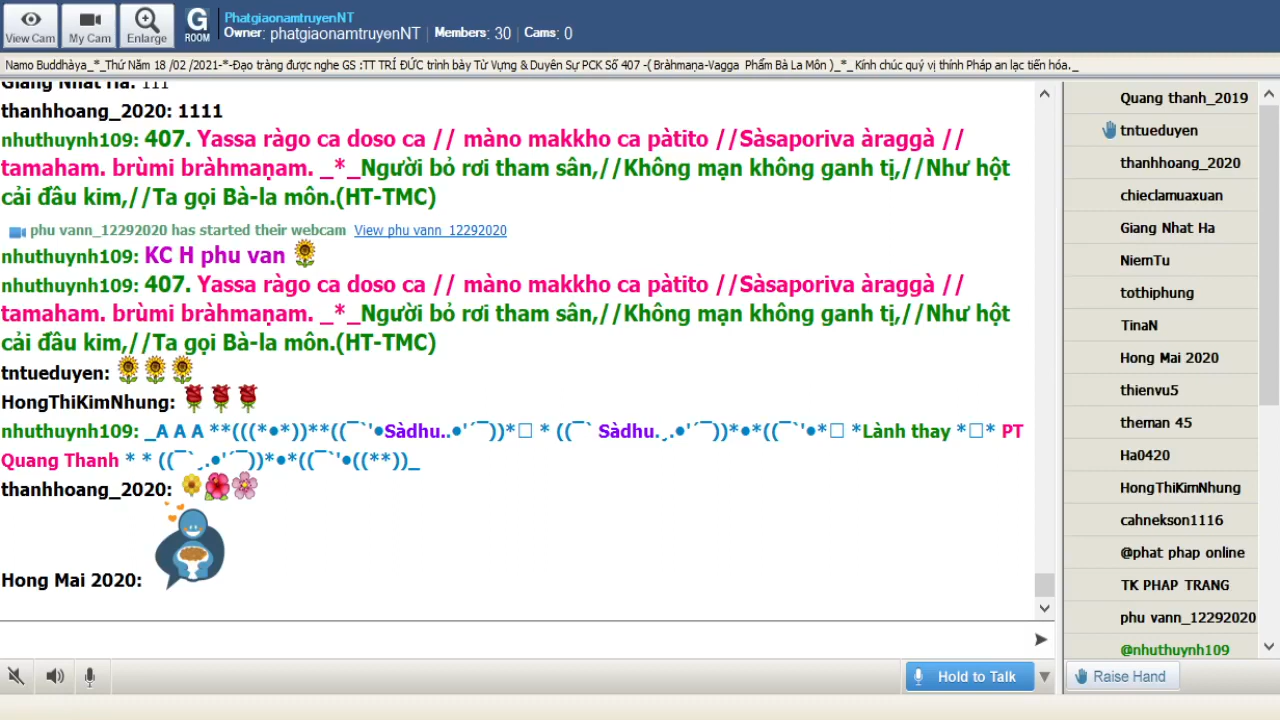 View Cam
My Cam
Enlarge
G
ROOM
PhatgiaonamtruyenNT
Owner: phatgiaonamtruyenNT | Members: 30 | Cams: 0
Namo Buddhàya_*_Thứ Năm 18 /02 /2021-*-Đạo tràng được nghe GS :TT TRÍ ĐỨC trình bày Từ Vựng & Duyên Sự PCK Số 407 -( Bràhmaṇa-Vagga Phẩm Bà La Môn )_*_Kính chúc quý vị thính Pháp an lạc tiến hóa._
Giang Nhat Ha: 111
thanhhoang_2020: 1111
nhuthuynh109: 407. Yassa ràgo ca doso ca // màno makkho ca pàtito //Sàsaporiva àraggà //
tamaham. brùmi bràhmaṇam. _*_Người bỏ rơi tham sân,//Không mạn không ganh tị,//Như hột
cải đầu kim,//Ta gọi Bà-la môn.(HT-TMC)
phu vann_12292020 has started their webcam View phu vann_12292020
nhuthuynh109: KC H phu van
nhuthuynh109: 407. Yassa ràgo ca doso ca // màno makkho ca pàtito //Sàsaporiva àraggà //
tamaham. brùmi bràhmaṇam. _*_Người bỏ rơi tham sân,//Không mạn không ganh tị,//Như hột
cải đầu kim,//Ta gọi Bà-la môn.(HT-TMC)
tntueduyen:
HongThiKimNhung:
nhuthuynh109: _A A A **(((*•*))**((¯`'•Sàdhu..•'´¯))*□ * ((¯` Sàdhu.¸.•'´¯))*•*((¯`'•*□ *Lành thay *□* PT
Quang Thanh * * ((¯`¸.•'´¯))*•*((¯`'•((**))_
thanhhoang_2020:
Hong Mai 2020:
Hold to Talk
Quang thanh_2019
tntueduyen
thanhhoang_2020
chieclamuaxuan
Giang Nhat Ha
NiemTu
tothiphung
TinaN
Hong Mai 2020
thienvu5
theman 45
Ha0420
HongThiKimNhung
cahnekson1116
@phat phap online
TK PHAP TRANG
phu vann_12292020
@nhuthuynh109
Raise Hand